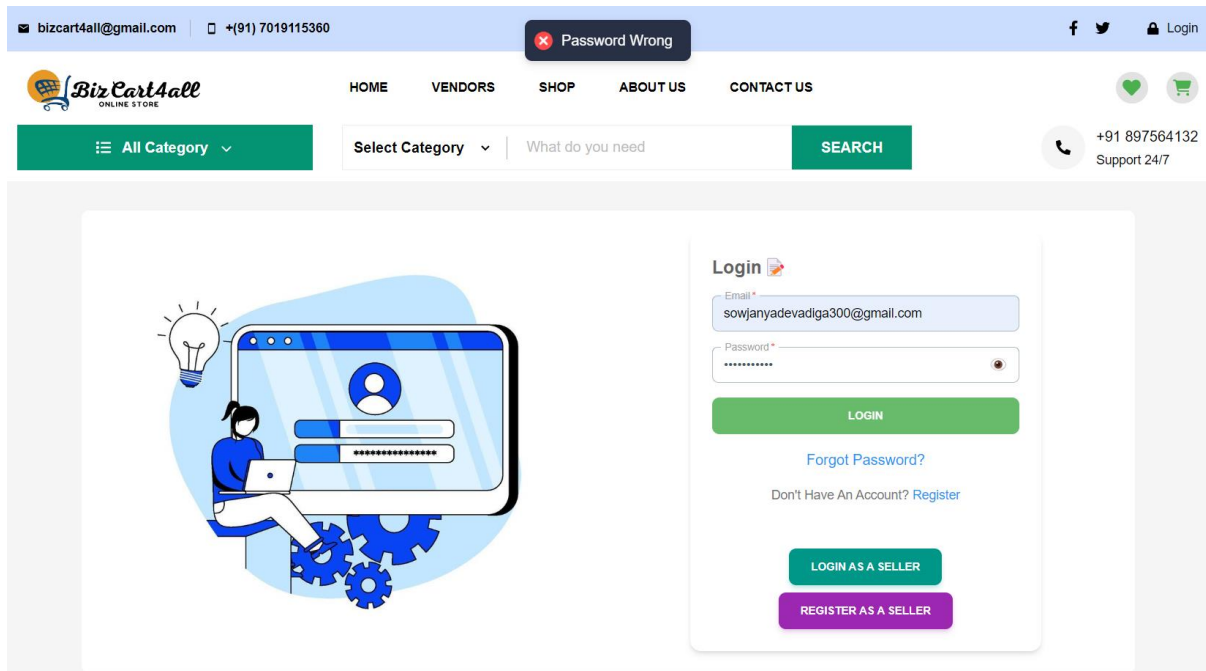 bizcart4all@gmail.com +(91) 7019115360 Password Wrong Login
BizCart4all
ONLINE STORE
HOME VENDORS SHOP ABOUT US CONTACT US
All Category Select Category What do you need SEARCH
+91 897564132
Support 24/7
Login
Email *
sowjanyadevadiga300@gmail.com
Password *
•••••••••••
LOGIN
Forgot Password?
Don't Have An Account? Register
***************
LOGIN AS A SELLER
REGISTER AS A SELLER